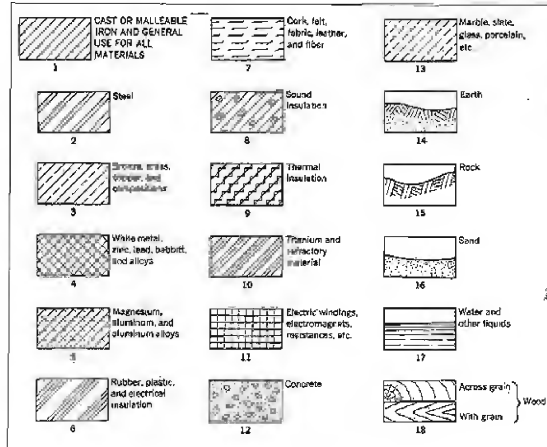 CAST OR MALLEABLE
IRON AND GENERAL
USE FOR ALL
MATERIALS
1
Steel
2
Bronze, brass,
copper, and
compositions
3
White metal,
zinc, lead, babbitt,
and alloys
4
Magnesium,
aluminum, and
aluminum alloys
5
Rubber, plastic,
and electrical
insulation
6
Cork, felt,
fabric, leather,
and fiber
7
Sound
insulation
8
Thermal
insulation
9
Titanium and
refractory
material
10
Electric windings,
electromagnets,
resistances, etc.
11
Concrete
12
Marble, slate,
glass, porcelain,
etc.
13
Earth
14
Rock
15
Sand
16
Water and
other liquids
17
Across grain
With grain
Wood
18